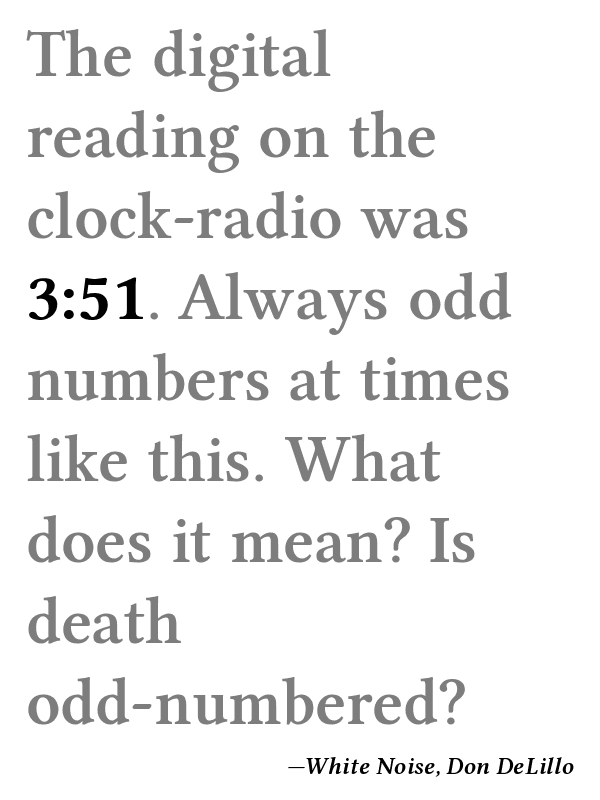 The digital
reading on the
clock-radio was
3:51. Always odd
numbers at times
like this. What
does it mean? Is
death
odd-numbered?
—White Noise, Don DeLillo